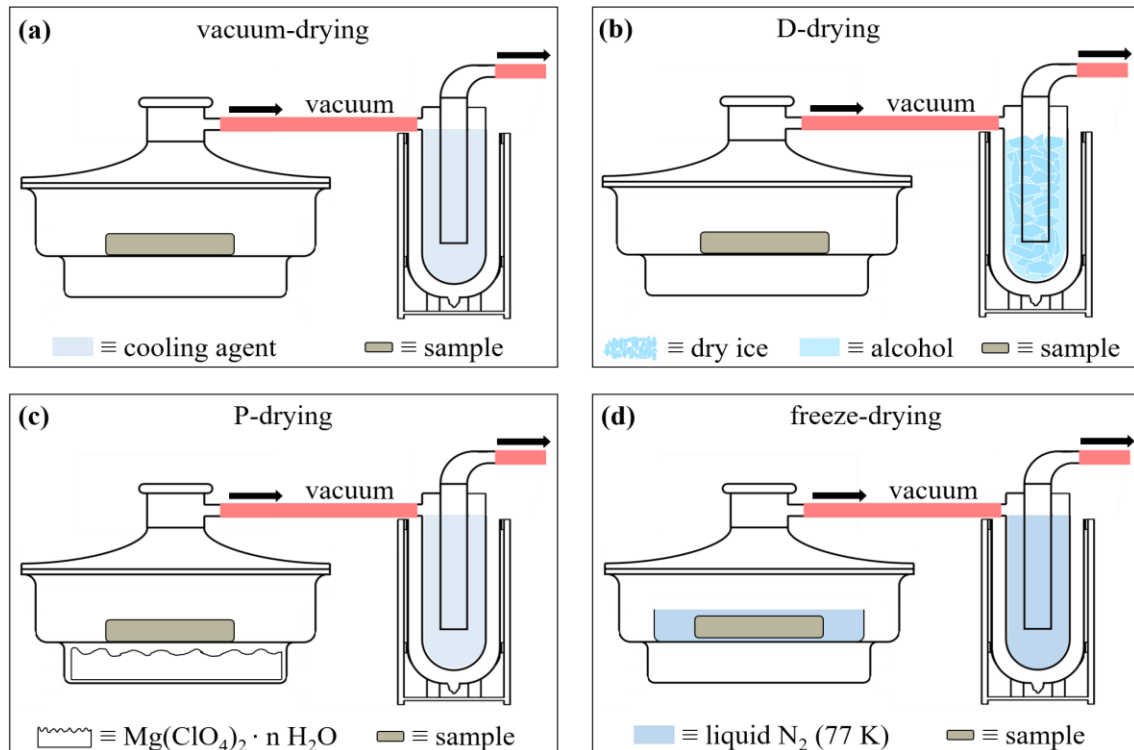 (a) vacuum-drying
vacuum
≡ cooling agent ≡ sample
(b) D-drying
vacuum
≡ dry ice ≡ alcohol ≡ sample
(c) P-drying
vacuum
≡ Mg(ClO₄)₂ · n H₂O ≡ sample
(d) freeze-drying
vacuum
≡ liquid N₂ (77 K) ≡ sample